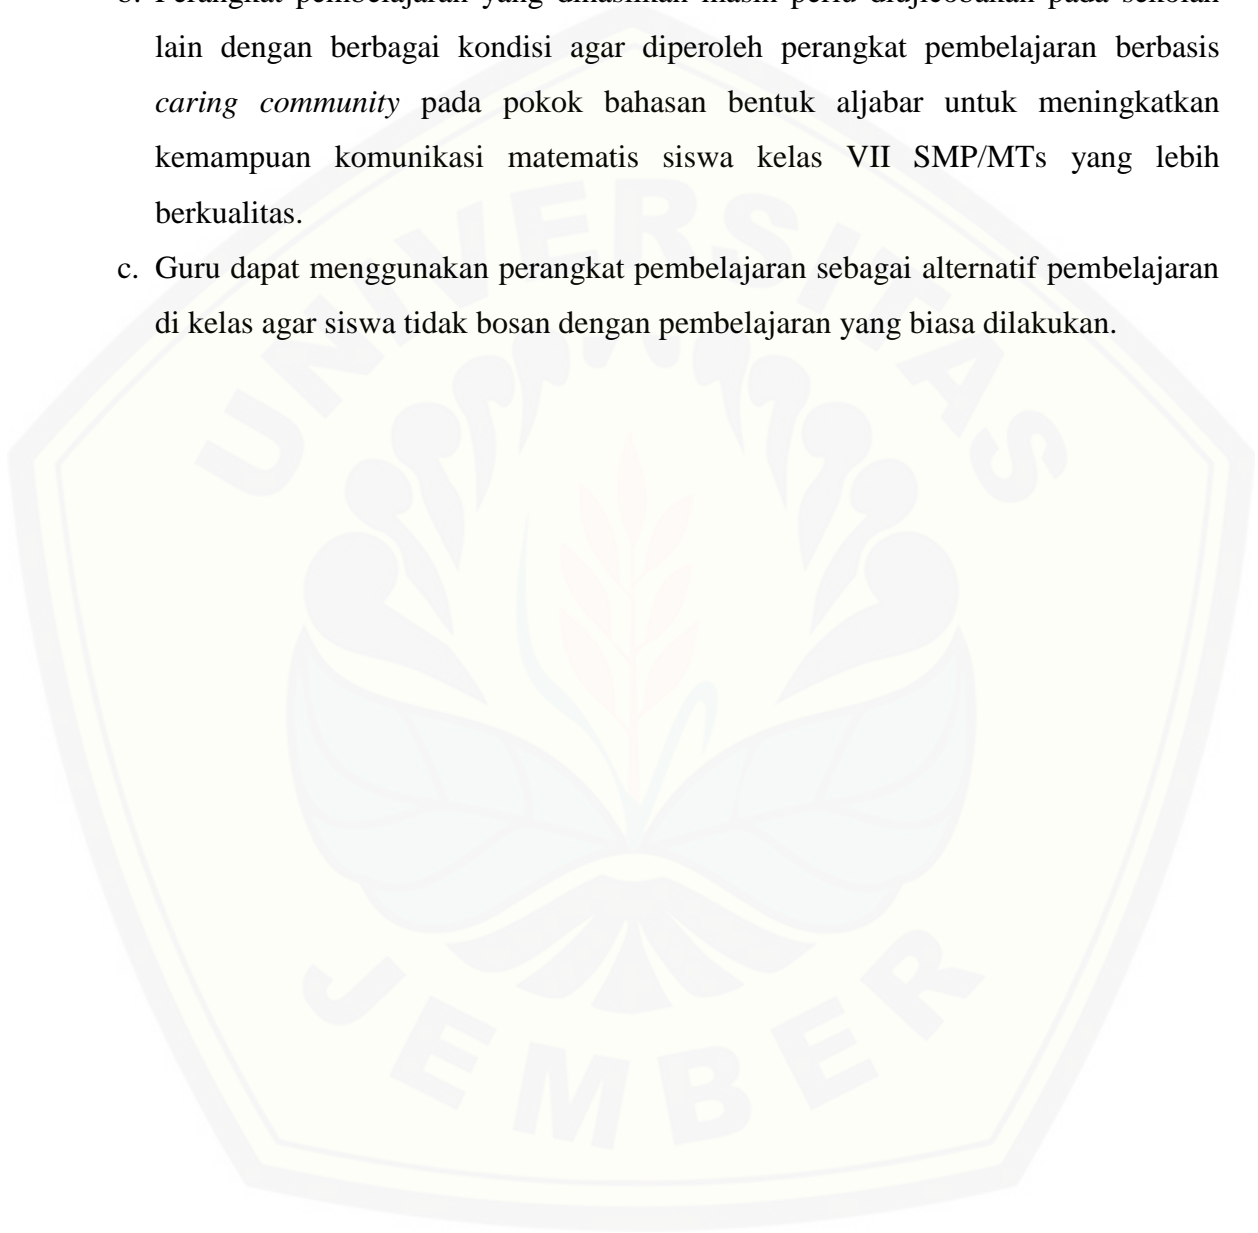 b. Perangkat pembelajaran yang dihasilkan masih perlu diujicobakan pada sekolah
lain dengan berbagai kondisi agar diperoleh perangkat pembelajaran berbasis
caring community pada pokok bahasan bentuk aljabar untuk meningkatkan
kemampuan komunikasi matematis siswa kelas VII SMP/MTs yang lebih
berkualitas.
c. Guru dapat menggunakan perangkat pembelajaran sebagai alternatif pembelajaran
di kelas agar siswa tidak bosan dengan pembelajaran yang biasa dilakukan.
UNIVERSITAS
JEMBER